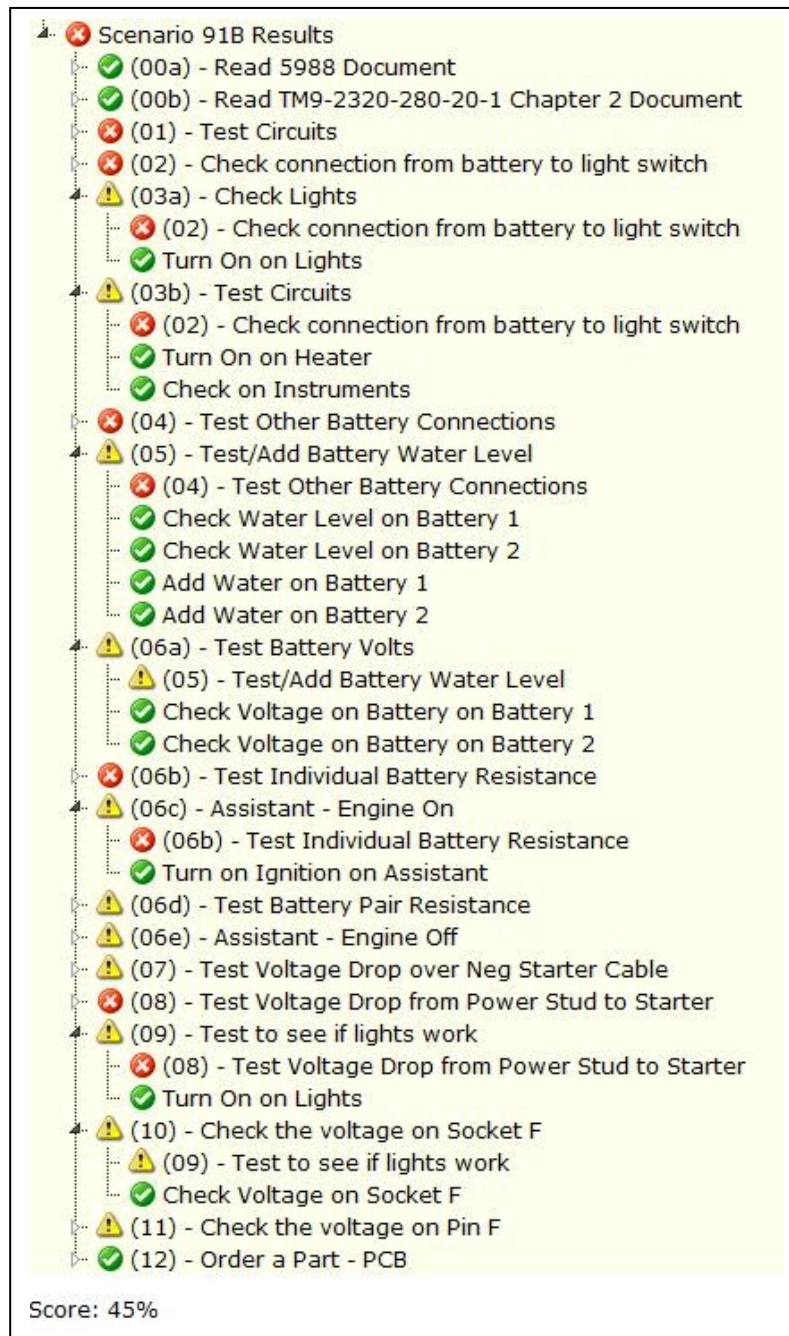 Scenario 91B Results
(00a) - Read 5988 Document
(00b) - Read TM9-2320-280-20-1 Chapter 2 Document
(01) - Test Circuits
(02) - Check connection from battery to light switch
(03a) - Check Lights
(02) - Check connection from battery to light switch
Turn On on Lights
(03b) - Test Circuits
(02) - Check connection from battery to light switch
Turn On on Heater
Check on Instruments
(04) - Test Other Battery Connections
(05) - Test/Add Battery Water Level
(04) - Test Other Battery Connections
Check Water Level on Battery 1
Check Water Level on Battery 2
Add Water on Battery 1
Add Water on Battery 2
(06a) - Test Battery Volts
(05) - Test/Add Battery Water Level
Check Voltage on Battery on Battery 1
Check Voltage on Battery on Battery 2
(06b) - Test Individual Battery Resistance
(06c) - Assistant - Engine On
(06b) - Test Individual Battery Resistance
Turn on Ignition on Assistant
(06d) - Test Battery Pair Resistance
(06e) - Assistant - Engine Off
(07) - Test Voltage Drop over Neg Starter Cable
(08) - Test Voltage Drop from Power Stud to Starter
(09) - Test to see if lights work
(08) - Test Voltage Drop from Power Stud to Starter
Turn On on Lights
(10) - Check the voltage on Socket F
(09) - Test to see if lights work
Check Voltage on Socket F
(11) - Check the voltage on Pin F
(12) - Order a Part - PCB
Score: 45%